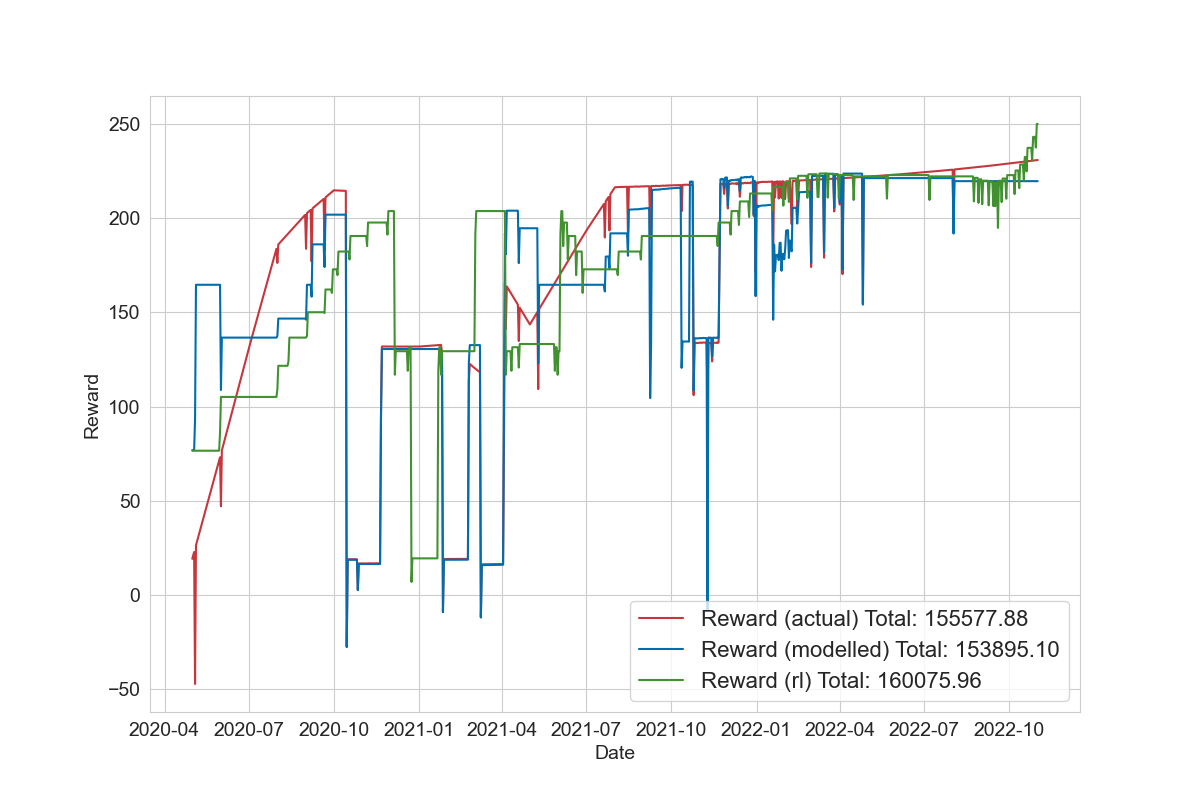 250
200
150
100
50
0
−50
Reward
2020-04 2020-07 2020-10 2021-01 2021-04 2021-07 2021-10 2022-01 2022-04 2022-07 2022-10
Date
Reward (actual) Total: 155577.88
Reward (modelled) Total: 153895.10
Reward (rl) Total: 160075.96